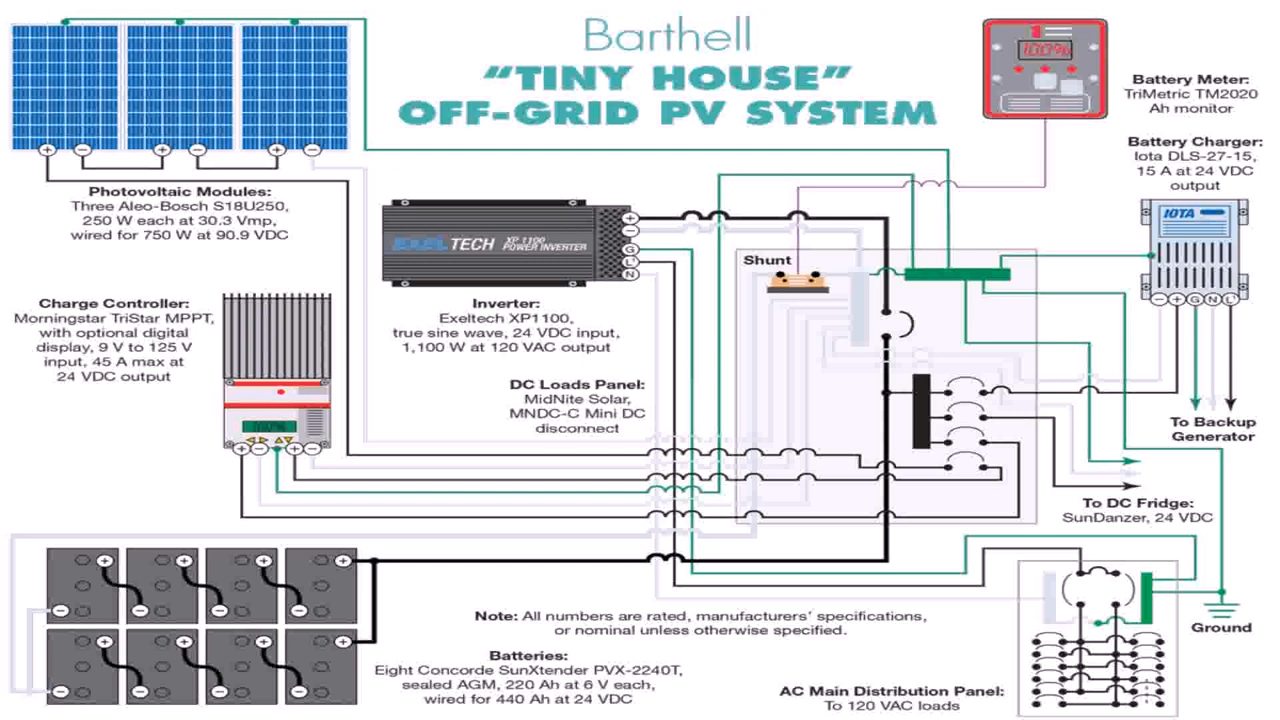 Barthell
"TINY HOUSE"
OFF-GRID PV SYSTEM
100%
Battery Meter:
TriMetric TM2020
Ah monitor
Battery Charger:
Iota DLS-27-15,
15 A at 24 VDC
output
IOTA
− + G N L1
+ − + − + −
Photovoltaic Modules:
Three Aleo-Bosch S18U250,
250 W each at 30.3 Vmp,
wired for 750 W at 90.9 VDC
EXELTECH XP 1100
POWER INVERTER
+
−
G
L1
N
Inverter:
Exeltech XP1100,
true sine wave, 24 VDC input,
1,100 W at 120 VAC output
Shunt
Charge Controller:
Morningstar TriStar MPPT,
with optional digital
display, 9 V to 125 V
input, 45 A max at
24 VDC output
+ − + −
DC Loads Panel:
MidNite Solar,
MNDC-C Mini DC
disconnect
To Backup
Generator
To DC Fridge:
SunDanzer, 24 VDC
+ + + +
− − − −
+ + + +
− − − −
Note: All numbers are rated, manufacturers' specifications,
or nominal unless otherwise specified.
Batteries:
Eight Concorde SunXtender PVX-2240T,
sealed AGM, 220 Ah at 6 V each,
wired for 440 Ah at 24 VDC
Ground
AC Main Distribution Panel:
To 120 VAC loads